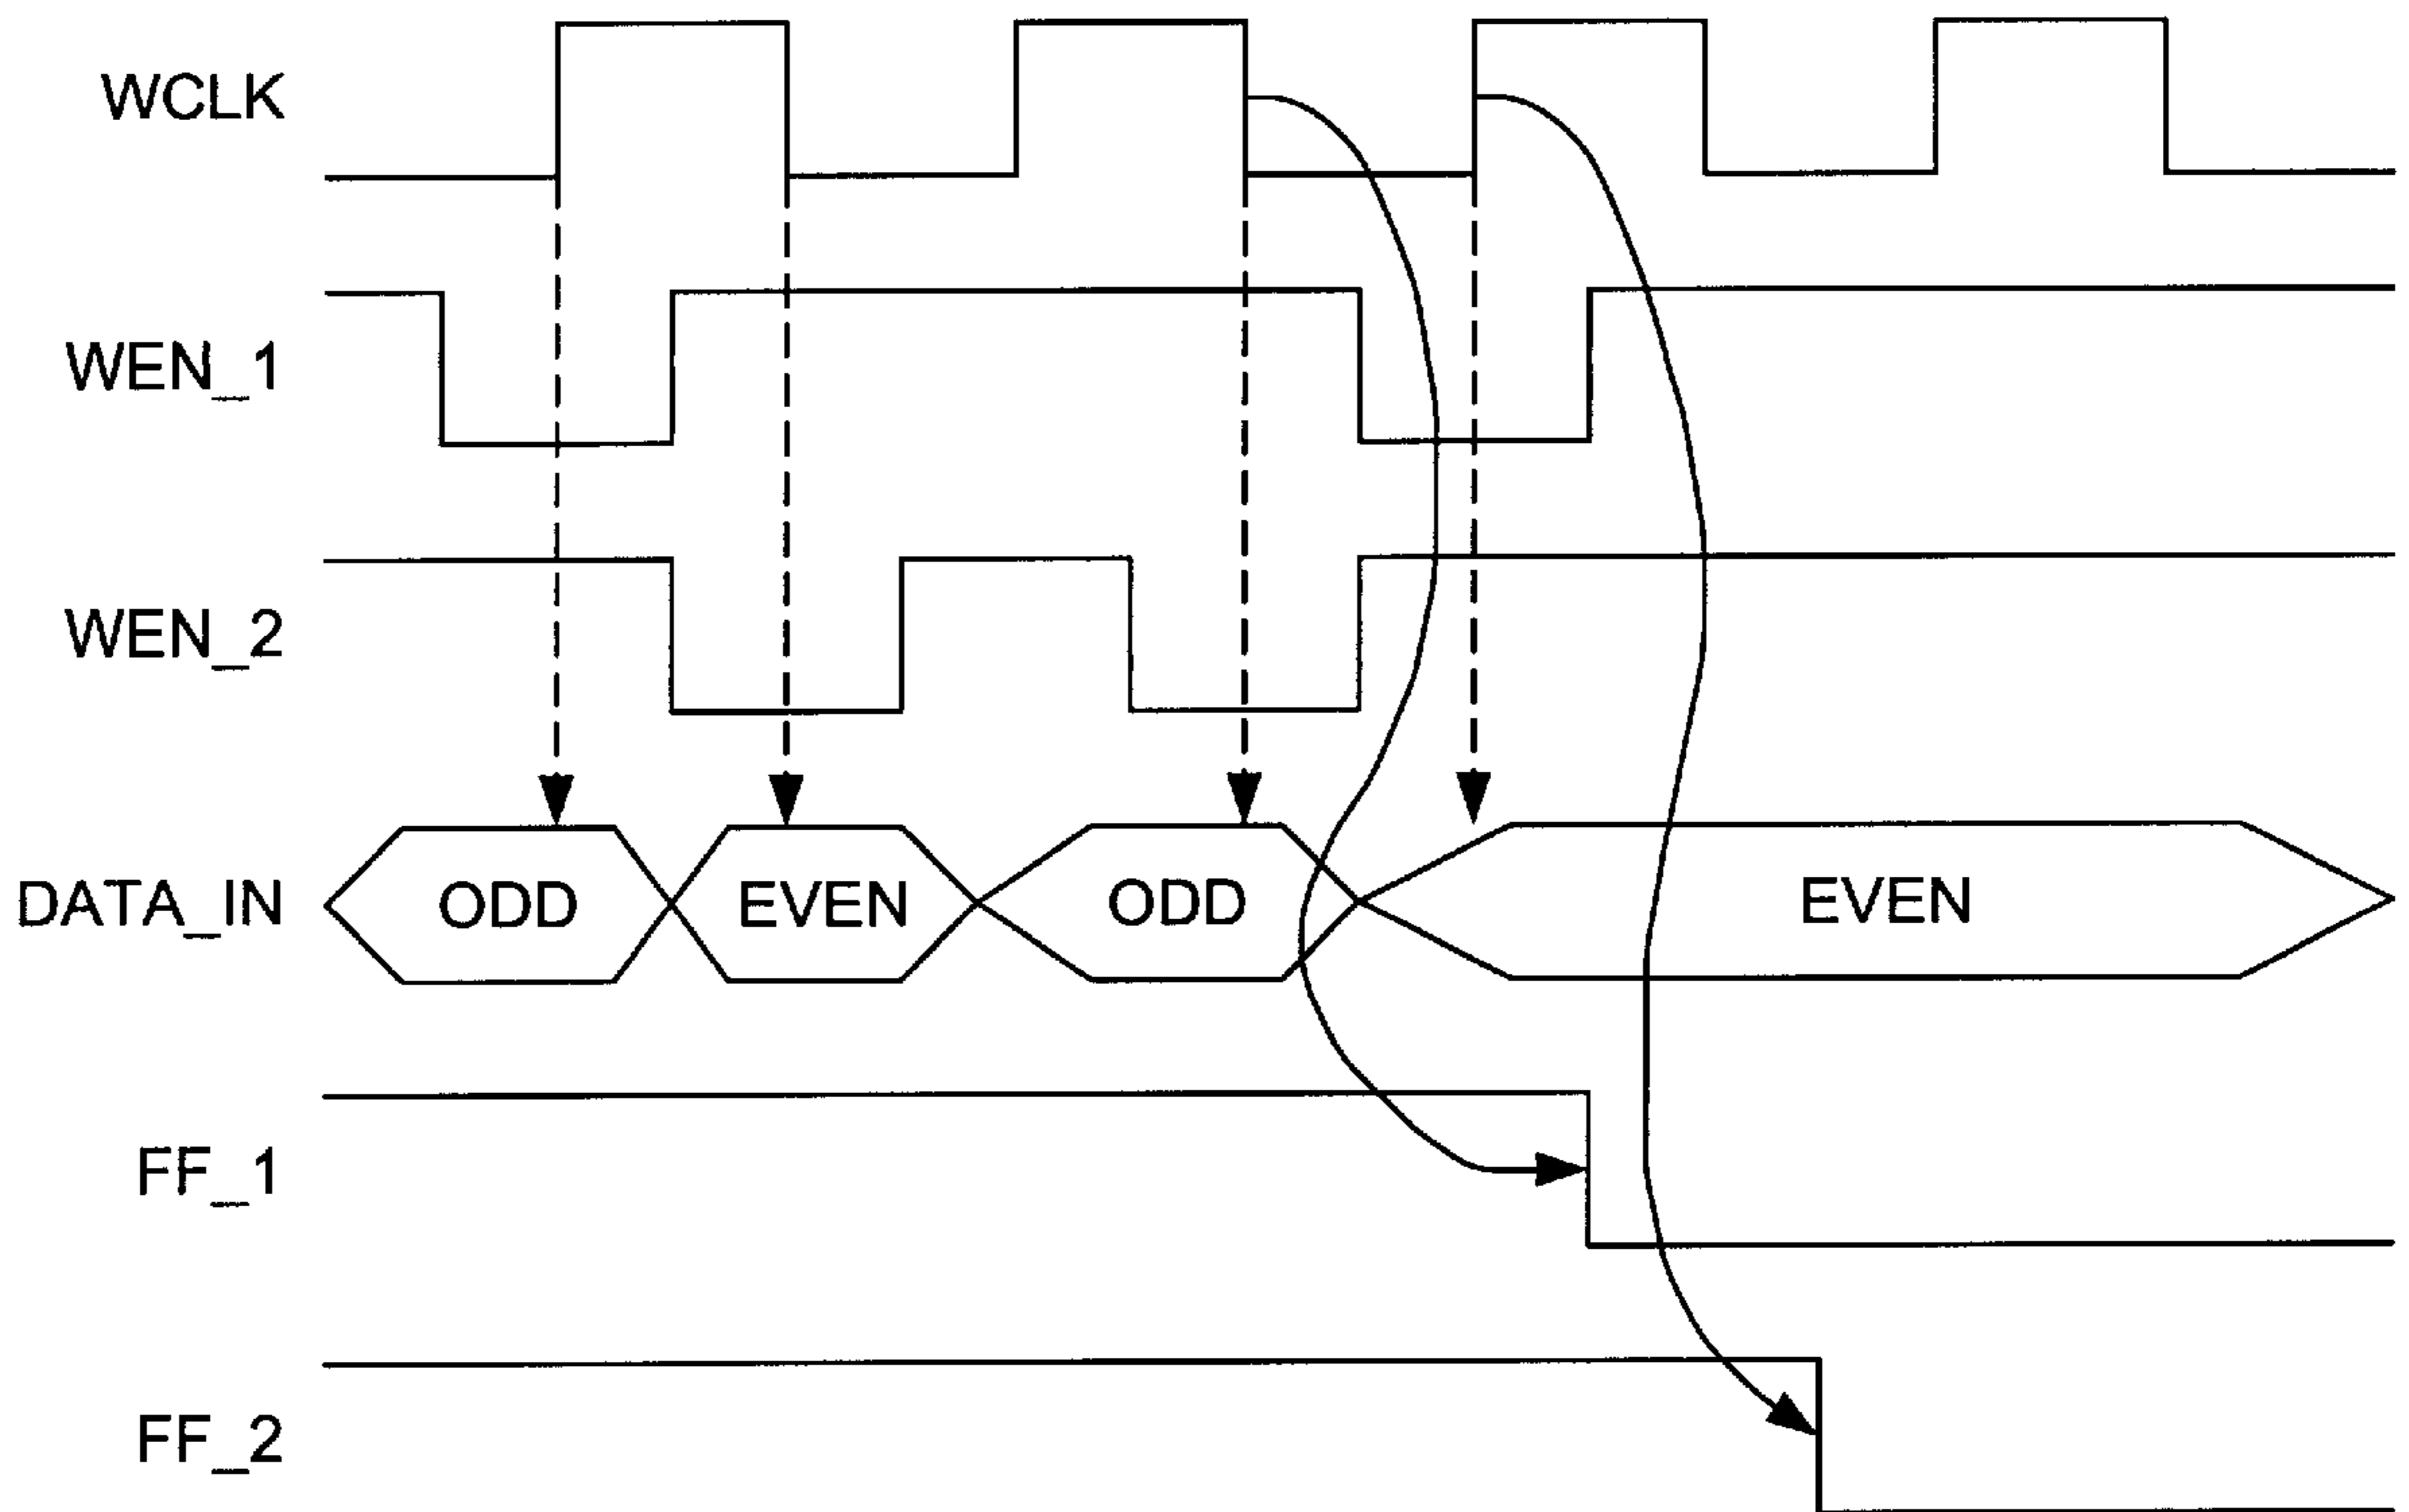 WCLK
WEN_1
WEN_2
DATA_IN ODD EVEN ODD EVEN
FF_1
FF_2